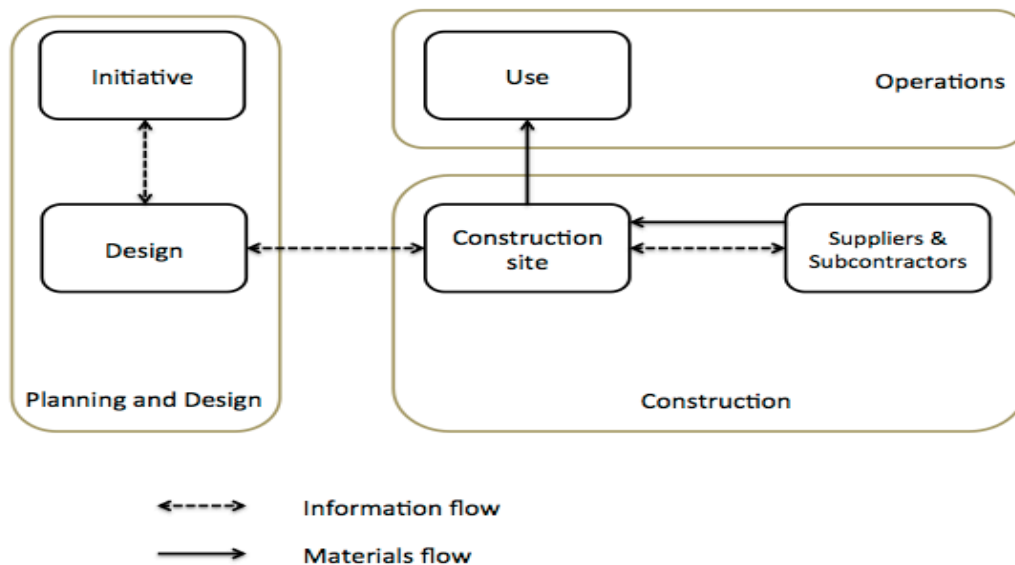 Initiative
Use
Operations
Design
Construction
site
Suppliers &
Subcontractors
Planning and Design
Construction
Information flow
Materials flow